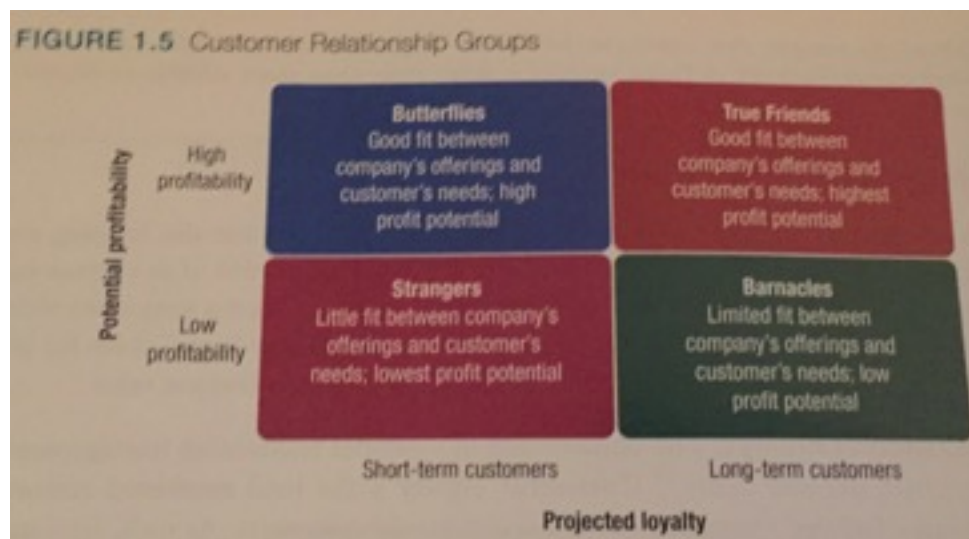 FIGURE 1.5 Customer Relationship Groups
Potential profitability
High
profitability
Butterflies
Good fit between
company's offerings and
customer's needs; high
profit potential
True Friends
Good fit between
company's offerings and
customer's needs; highest
profit potential
Low
profitability
Strangers
Little fit between company's
offerings and customer's
needs; lowest profit potential
Barnacles
Limited fit between
company's offerings and
customer's needs; low
profit potential
Short-term customers
Long-term customers
Projected loyalty